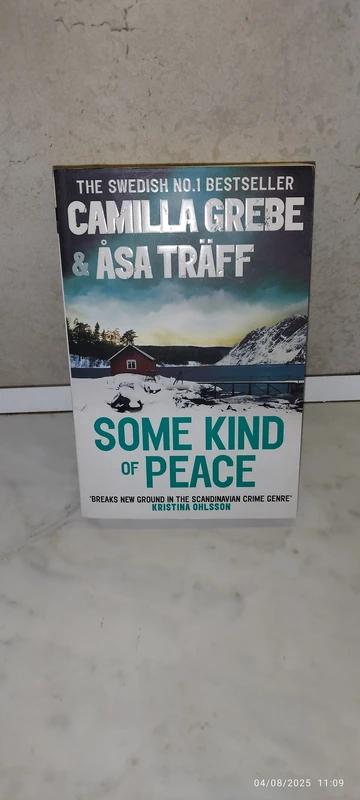 THE SWEDISH NO.1 BESTSELLER
CAMILLA GREBE
& ÅSA TRÄFF
SOME KIND
OF PEACE
'BREAKS NEW GROUND IN THE SCANDINAVIAN CRIME GENRE'
KRISTINA OHLSSON
04/08/2025 11:09